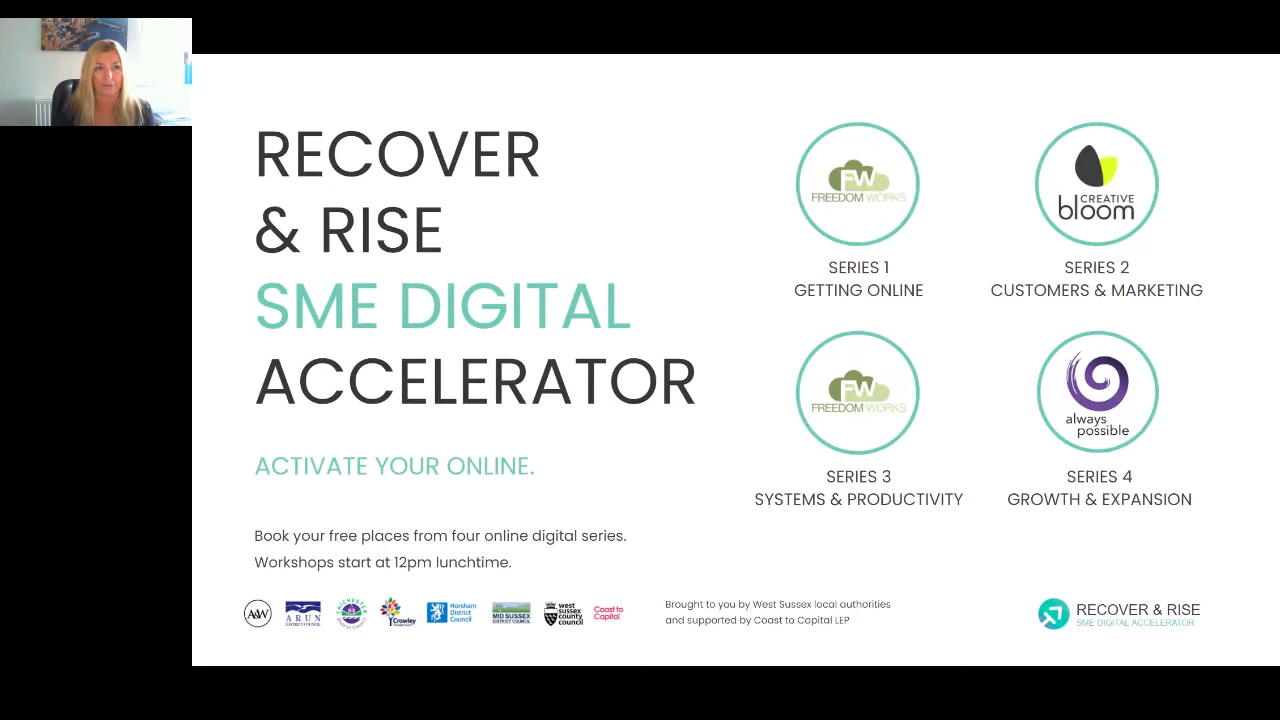 RECOVER
& RISE
SME DIGITAL
ACCELERATOR
ACTIVATE YOUR ONLINE.
Book your free places from four online digital series.
Workshops start at 12pm lunchtime.
FW
FREEDOM WORKS
SERIES 1
GETTING ONLINE
CREATIVE
bloom
SERIES 2
CUSTOMERS & MARKETING
FW
FREEDOM WORKS
SERIES 3
SYSTEMS & PRODUCTIVITY
always
possible
SERIES 4
GROWTH & EXPANSION
A&W
ARUN
DISTRICT COUNCIL
Crawley
Horsham
District
Council
MID SUSSEX
DISTRICT COUNCIL
west
sussex
county
council
Coast to
Capital
Brought to you by West Sussex local authorities
and supported by Coast to Capital LEP
RECOVER & RISE
SME DIGITAL ACCELERATOR